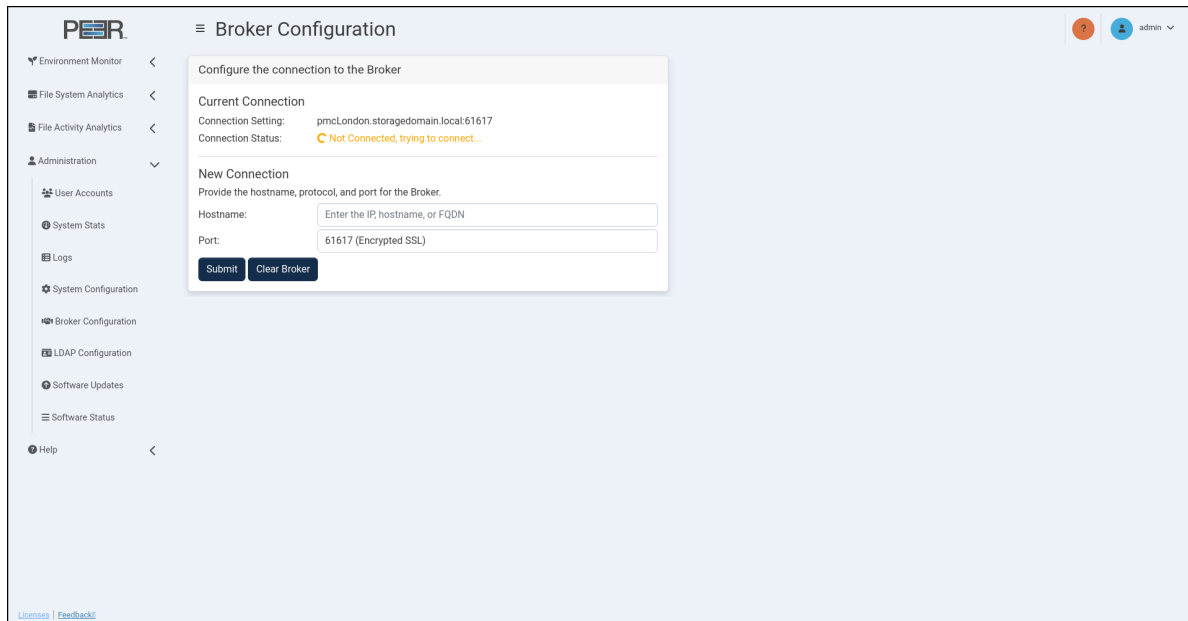 PEER.
≡ Broker Configuration
?
admin
Environment Monitor
File System Analytics
File Activity Analytics
Administration
User Accounts
System Stats
Logs
System Configuration
Broker Configuration
LDAP Configuration
Software Updates
Software Status
Help
Configure the connection to the Broker
Current Connection
Connection Setting: pmcLondon.storagedomain.local:61617
Connection Status: Not Connected, trying to connect...
New Connection
Provide the hostname, protocol, and port for the Broker.
Hostname: Enter the IP, hostname, or FQDN
Port: 61617 (Encrypted SSL)
Submit Clear Broker
Licenses | Feedback